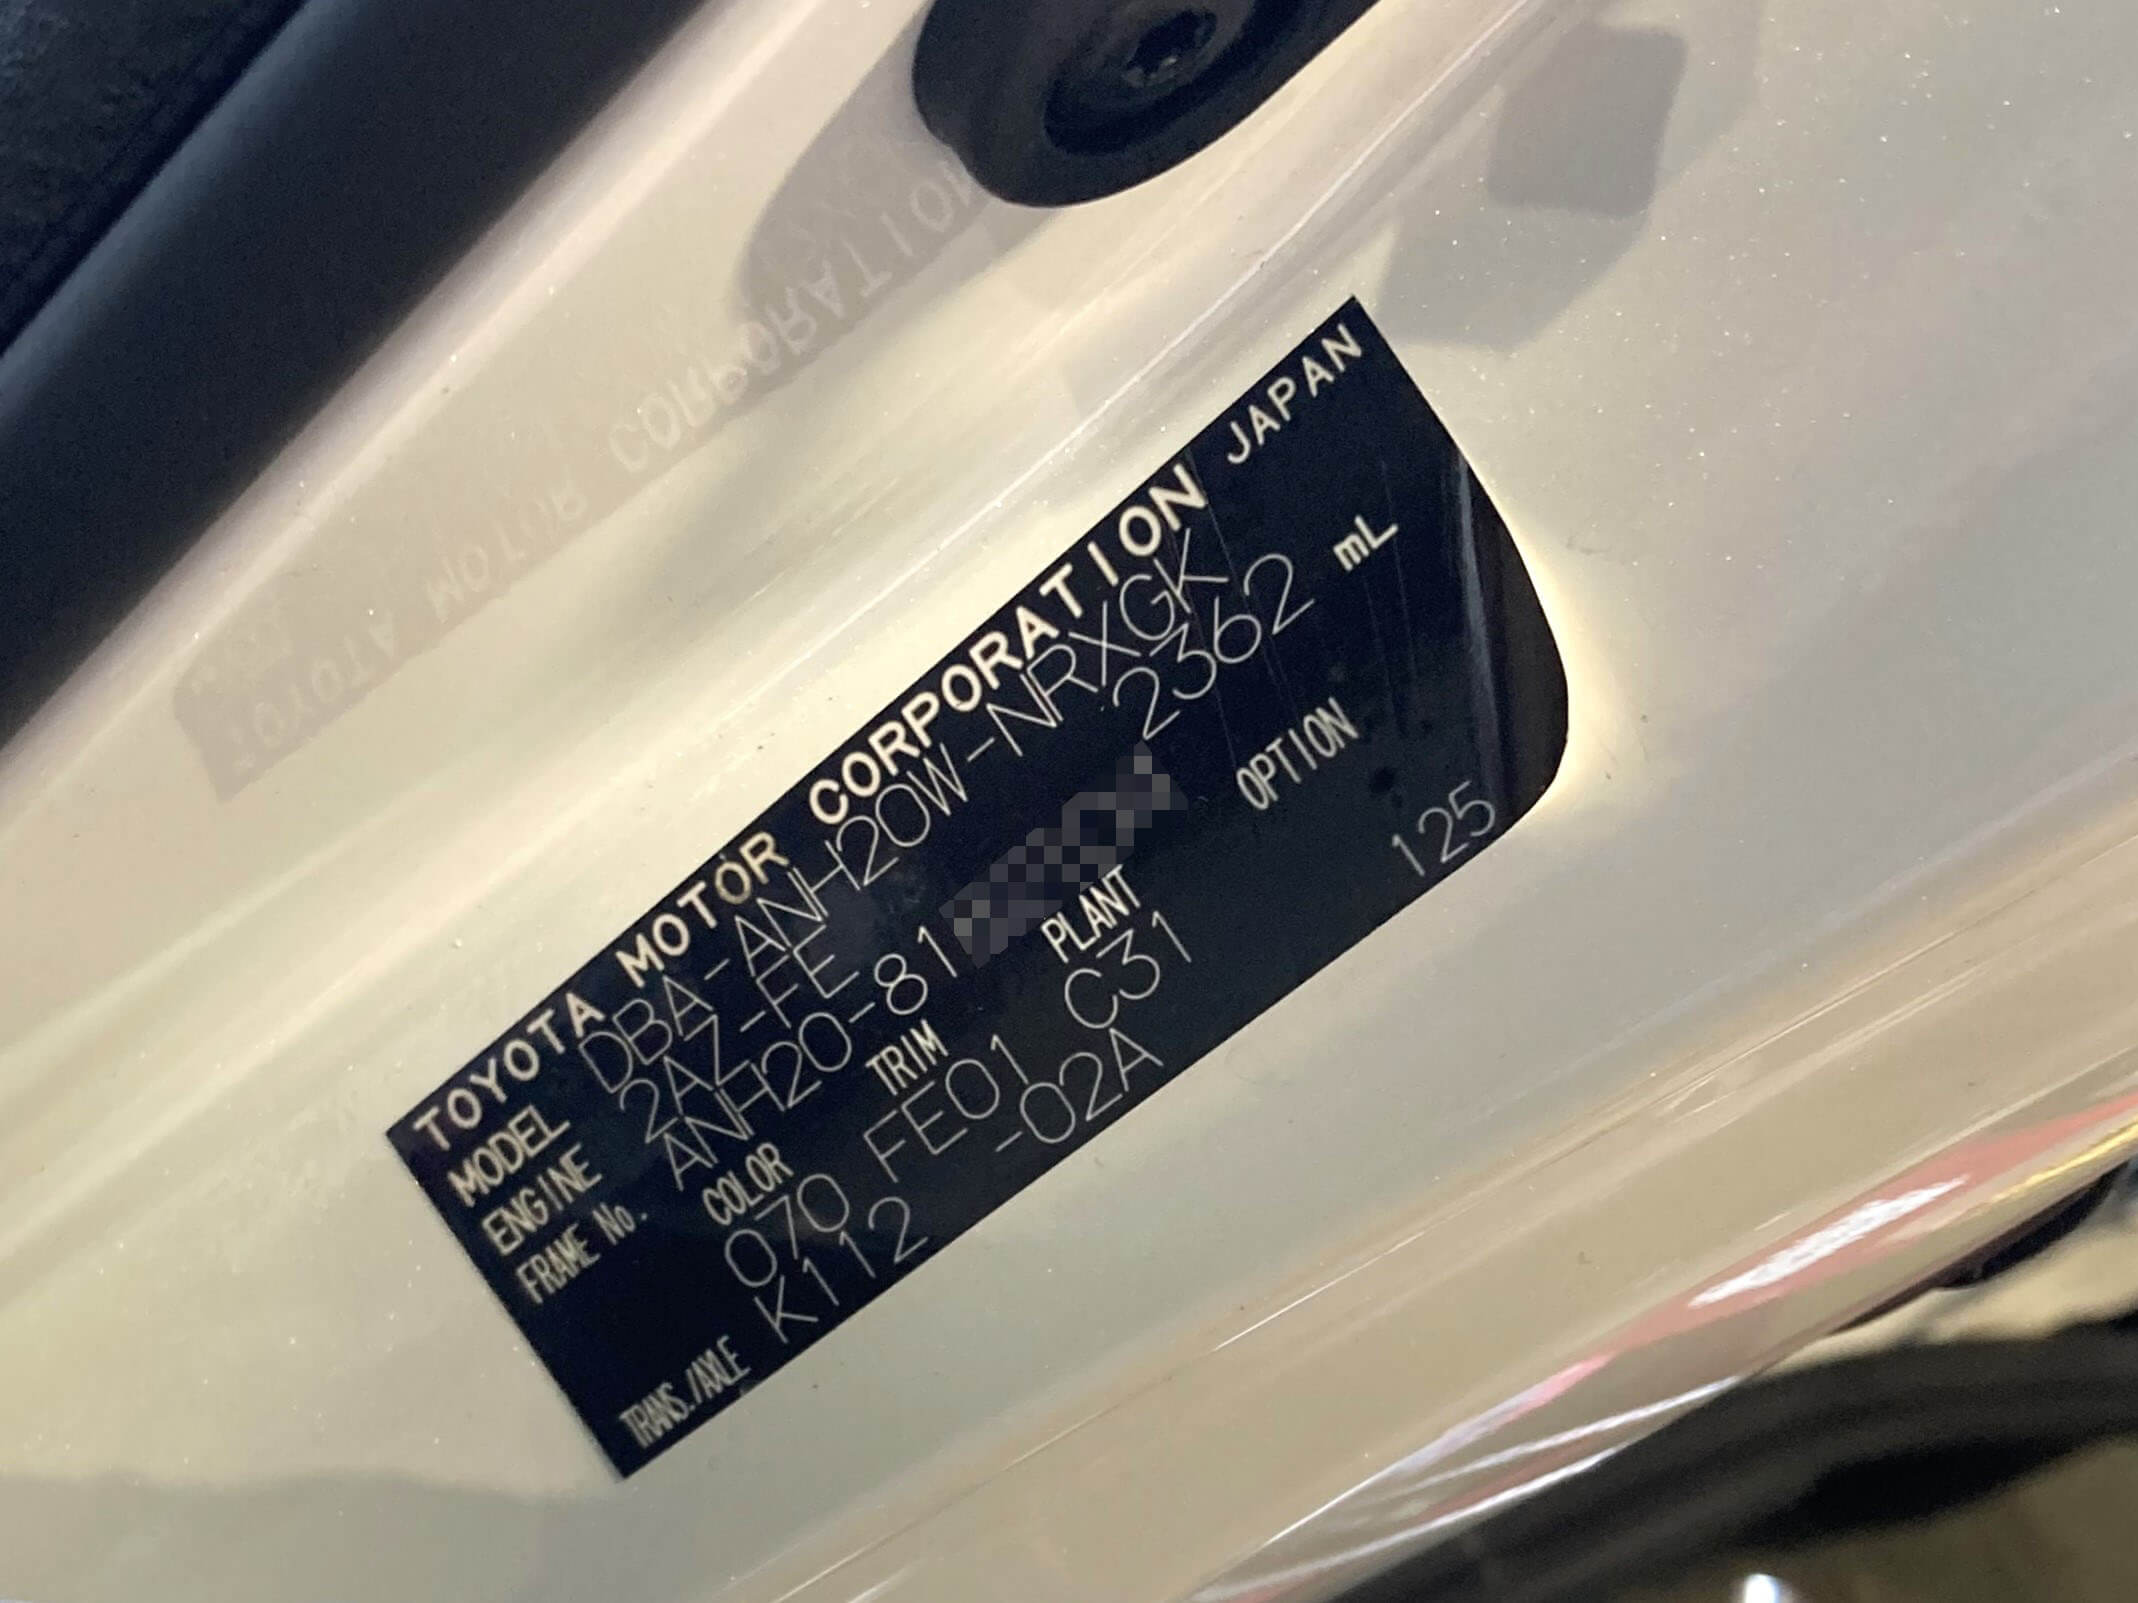 TOYOTA MOTOR CORPORATION JAPAN
MODEL DBA-ANH20W-NRXGK
ENGINE 2AZ-FE 2362 mL
FRAME No. ANH20-81
COLOR TRIM PLANT OPTION
070 FE01 C31 125
TRANS./AXLE K112 -02A